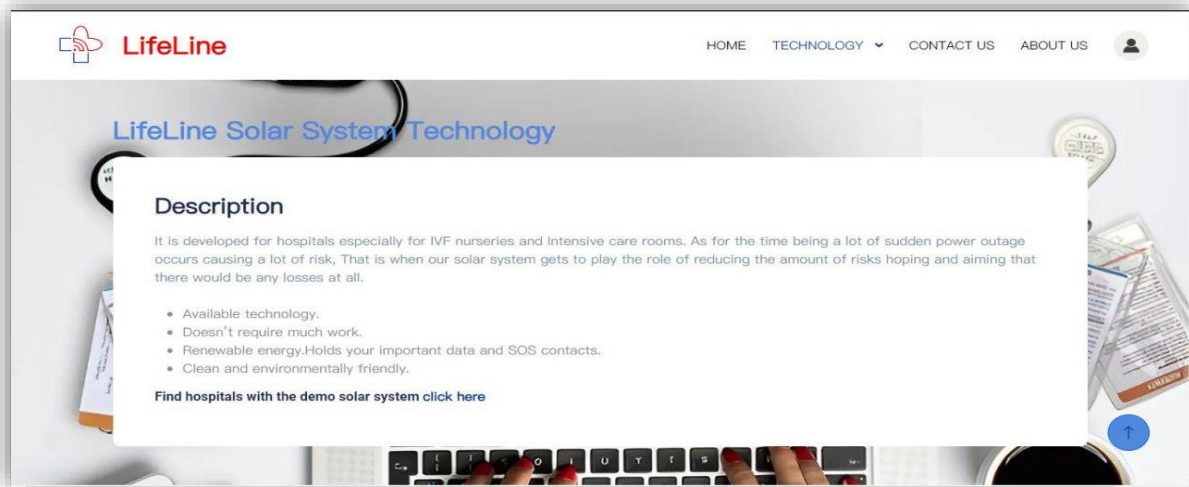 LifeLine
HOME TECHNOLOGY CONTACT US ABOUT US
LifeLine Solar System Technology
Description
It is developed for hospitals especially for IVF nurseries and Intensive care rooms. As for the time being a lot of sudden power outage
occurs causing a lot of risk, That is when our solar system gets to play the role of reducing the amount of risks hoping and aiming that
there would be any losses at all.
Available technology.
Doesn't require much work.
Renewable energy.Holds your important data and SOS contacts.
Clean and environmentally friendly.
Find hospitals with the demo solar system click here